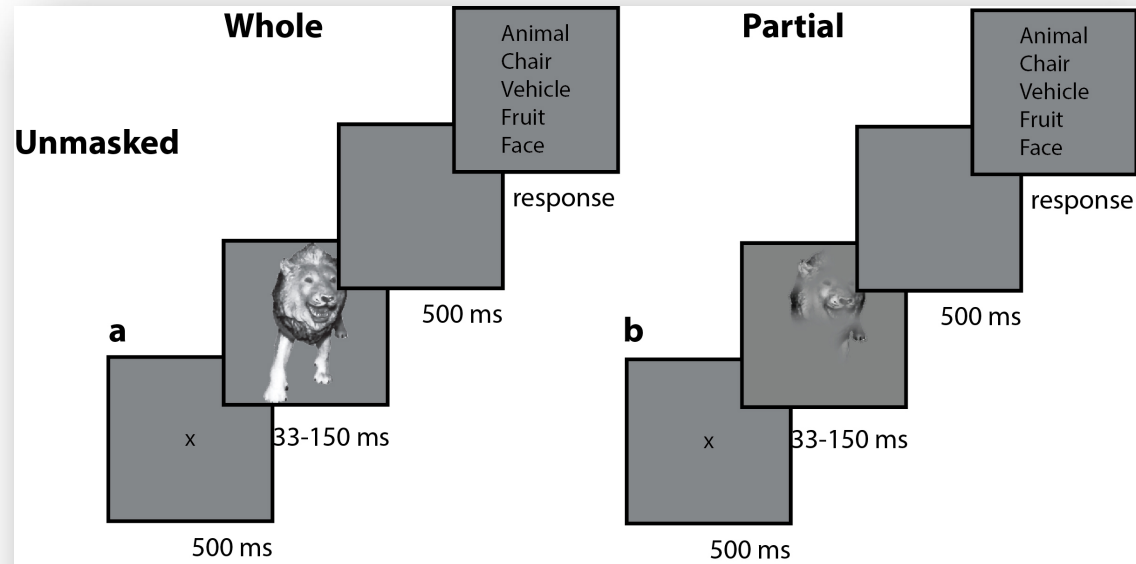 Whole
Partial
Unmasked
a
x
500 ms
33-150 ms
500 ms
Animal
Chair
Vehicle
Fruit
Face
response
b
x
500 ms
33-150 ms
500 ms
Animal
Chair
Vehicle
Fruit
Face
response